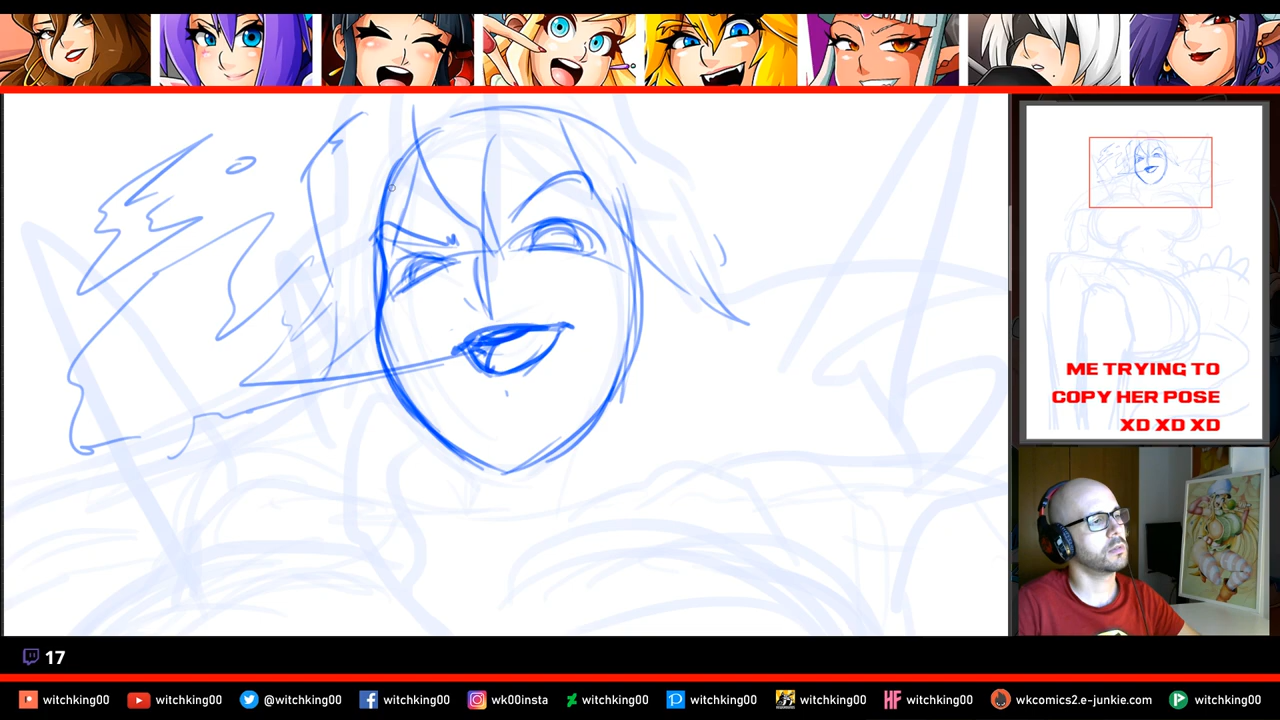 ME TRYING TO
COPY HER POSE
XD XD XD
17
witchking00 witchking00 @witchking00 witchking00 wk00insta witchking00 witchking00 witchking00 HF witchking00 wkcomics2.e-junkie.com witchking00